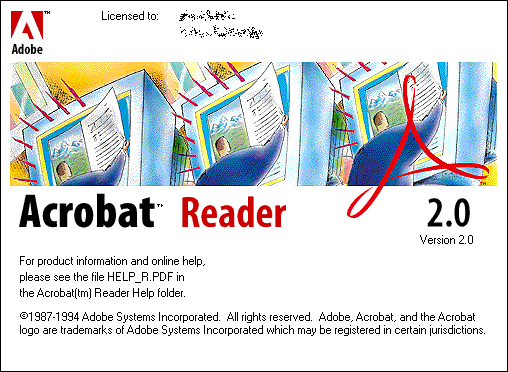 Adobe
Licensed to:
Acrobat™ Reader 2.0
Version 2.0
For product information and online help,
please see the file HELP_R.PDF in
the Acrobat(tm) Reader Help folder.
©1987-1994 Adobe Systems Incorporated.  All rights reserved.  Adobe, Acrobat, and the Acrobat
logo are trademarks of Adobe Systems Incorporated which may be registered in certain jurisdictions.